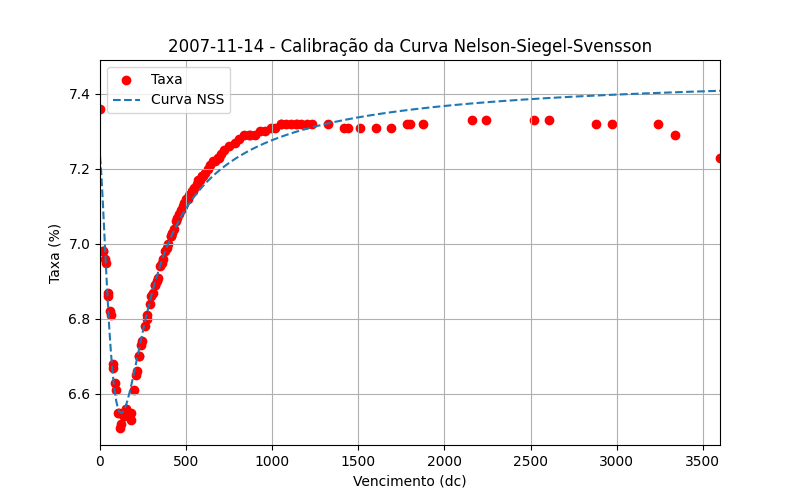 2007-11-14 - Calibração da Curva Nelson-Siegel-Svensson
Taxa
Curva NSS
7.4
7.2
7.0
6.8
6.6
Taxa (%)
0 500 1000 1500 2000 2500 3000 3500
Vencimento (dc)